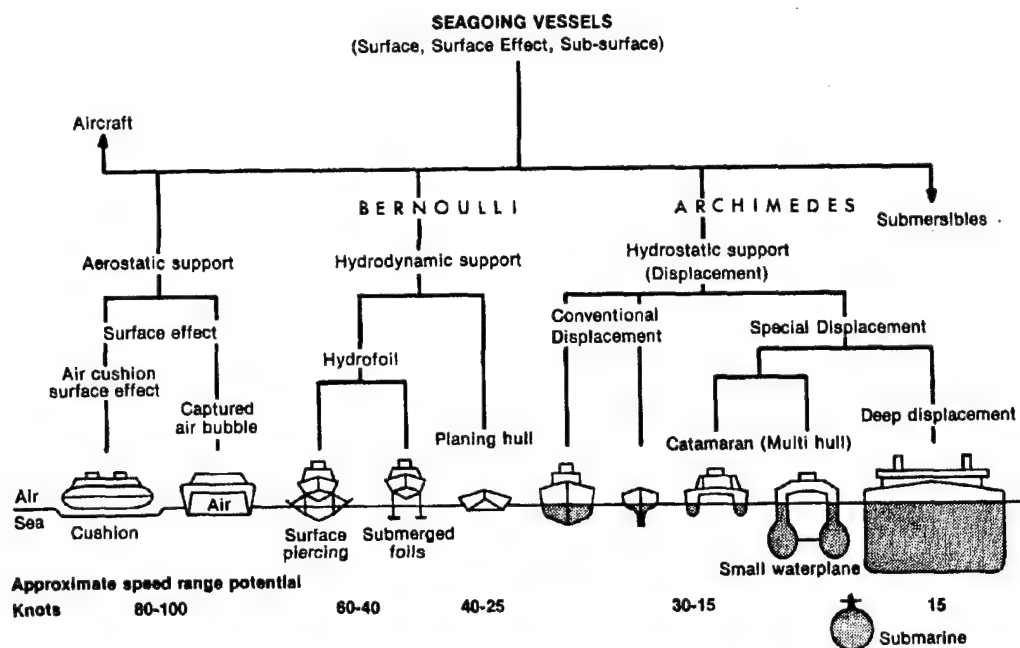 SEAGOING VESSELS
(Surface, Surface Effect, Sub-surface)
Aircraft
BERNOULLI
ARCHIMEDES
Submersibles
Aerostatic support
Hydrodynamic support
Hydrostatic support
(Displacement)
Surface effect
Conventional
Displacement
Special Displacement
Air cushion
surface effect
Hydrofoil
Captured
air bubble
Planing hull
Catamaran (Multi hull)
Deep displacement
Air
Sea
Air
Cushion
Surface
piercing
Submerged
foils
Small waterplane
Approximate speed range potential
Knots 80-100 60-40 40-25 30-15 15
Submarine